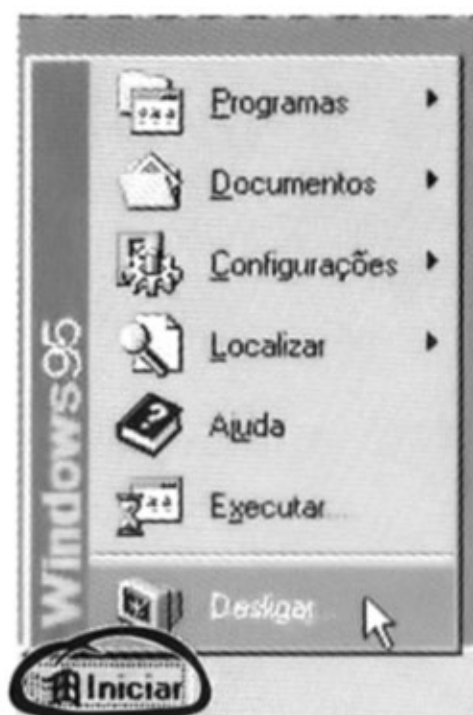 Programas
Documentos
Configurações
Localizar
Ajuda
Executar...
Desligar...
Windows95
Iniciar